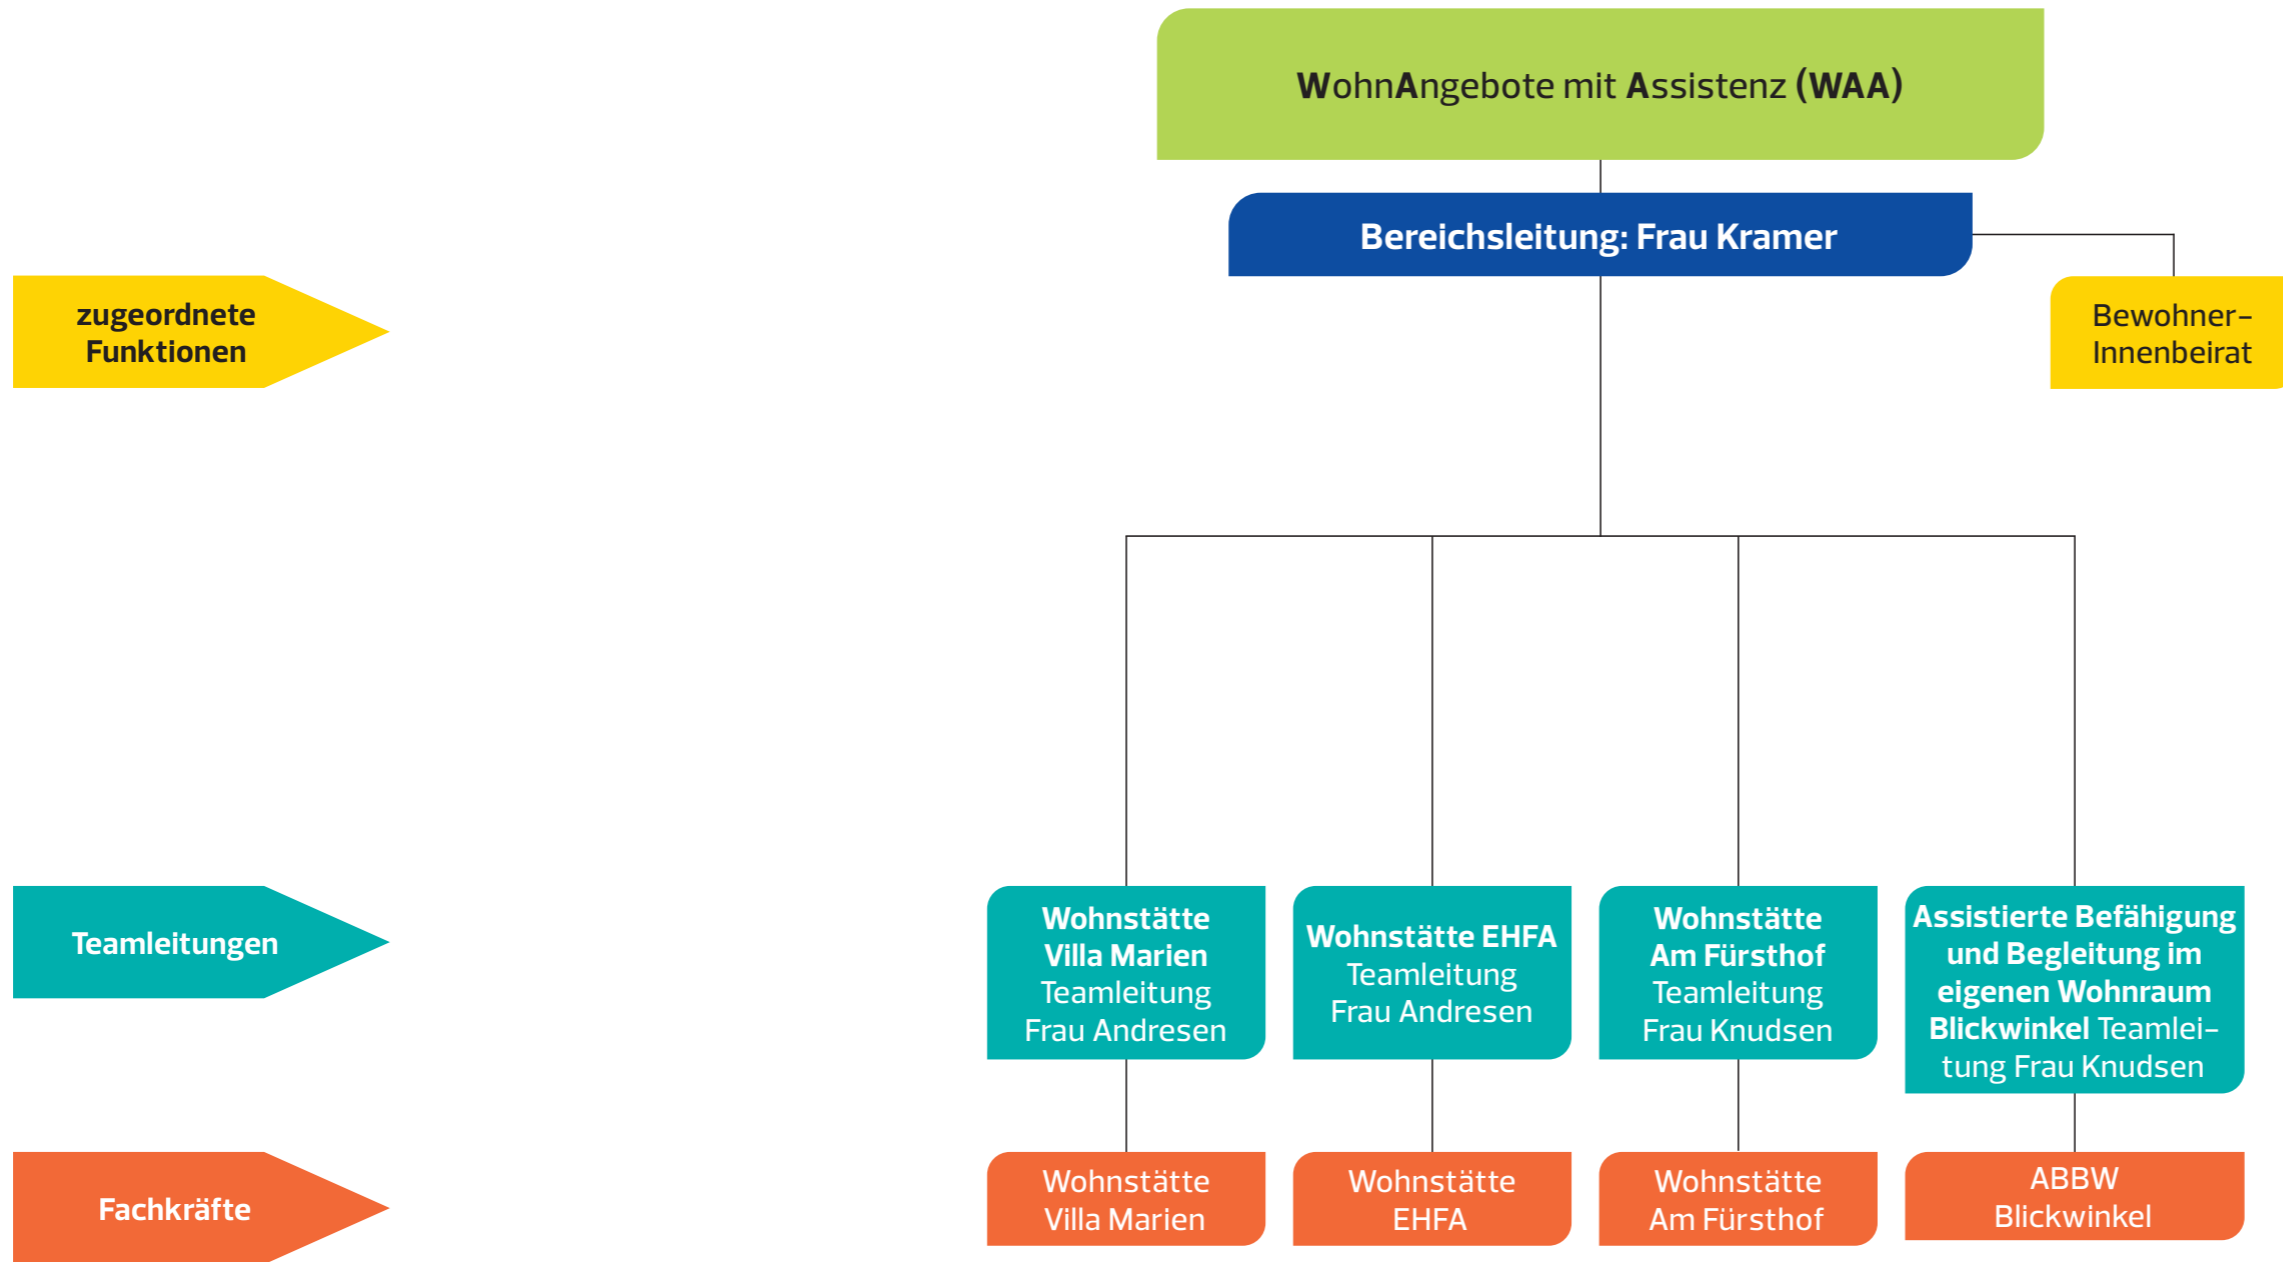 WohnAngebote mit Assistenz (WAA)
Bereichsleitung: Frau Kramer
zugeordnete
Funktionen
Bewohner-
Innenbeirat
Teamleitungen
Wohnstätte
Villa Marien
Teamleitung
Frau Andresen
Wohnstätte EHFA
Teamleitung
Frau Andresen
Wohnstätte
Am Fürsthof
Teamleitung
Frau Knudsen
Assistierte Befähigung
und Begleitung im
eigenen Wohnraum
Blickwinkel Teamlei-
tung Frau Knudsen
Fachkräfte
Wohnstätte
Villa Marien
Wohnstätte
EHFA
Wohnstätte
Am Fürsthof
ABBW
Blickwinkel